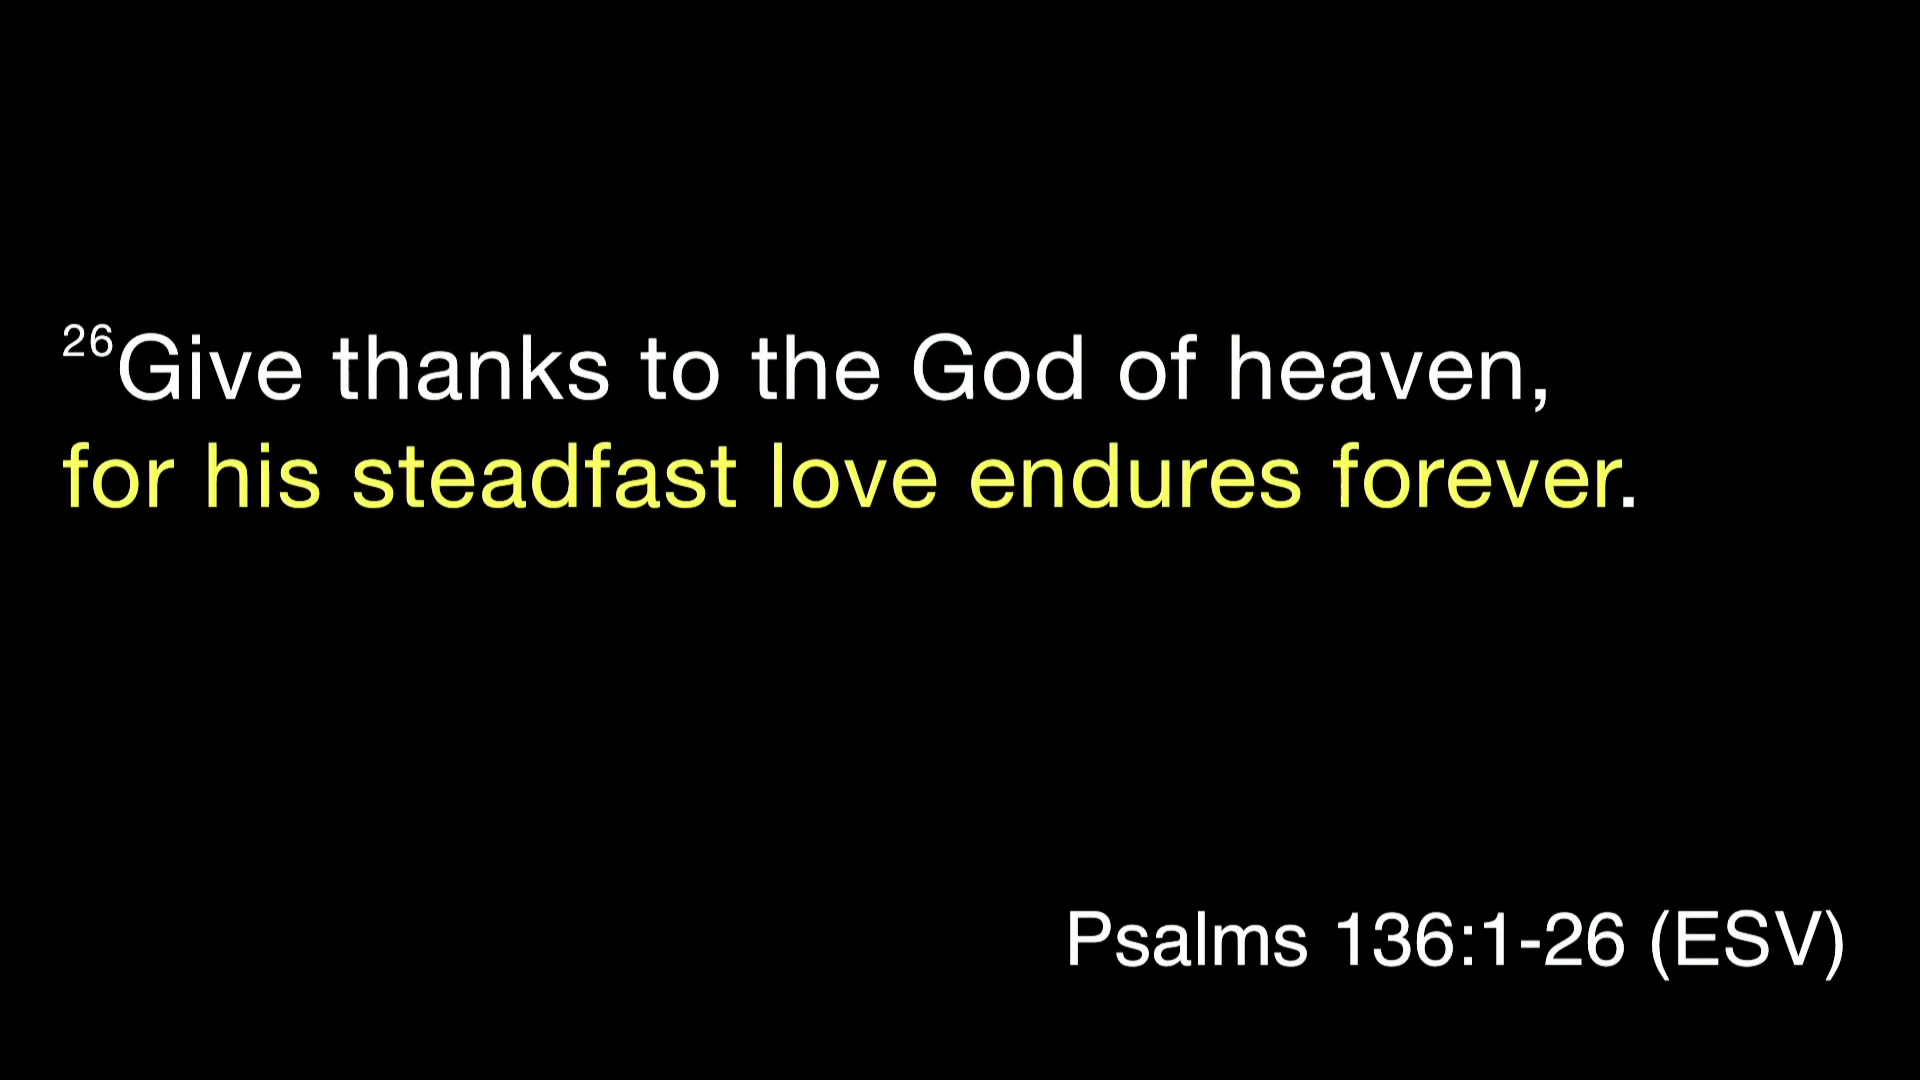 26Give thanks to the God of heaven,
for his steadfast love endures forever.
Psalms 136:1-26 (ESV)